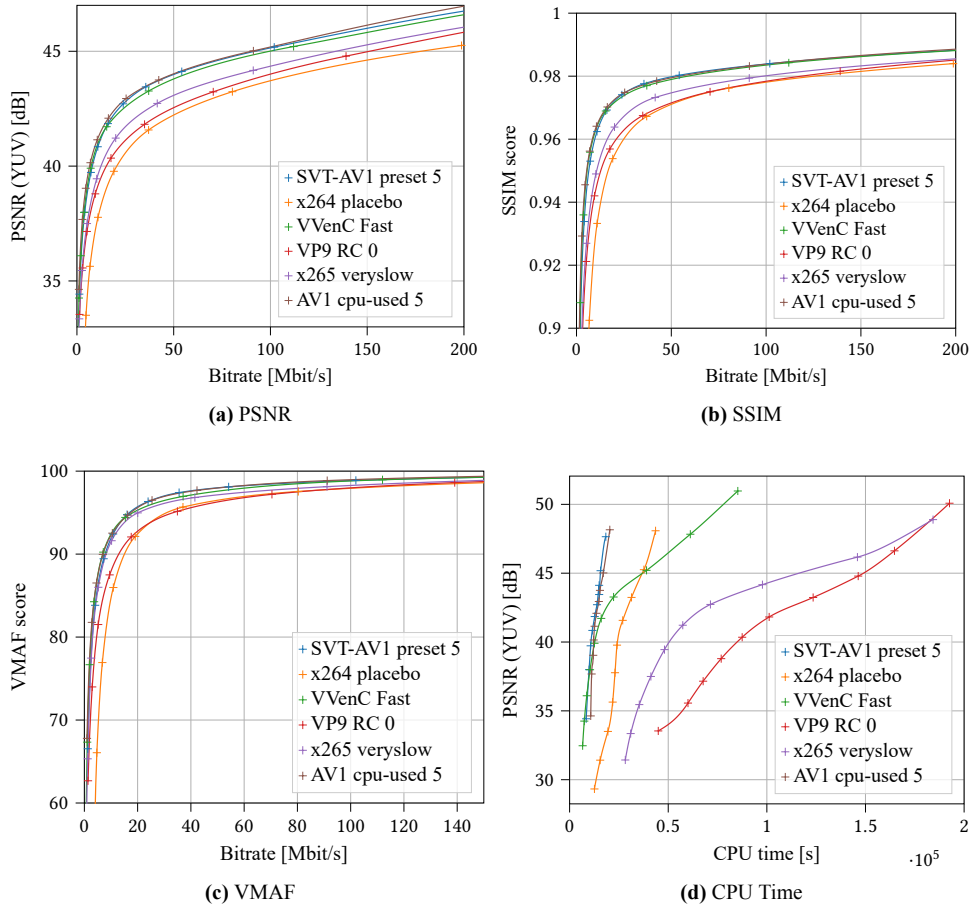 45
40
35
PSNR (YUV) [dB]
0
50
100
150
200
Bitrate [Mbit/s]
SVT-AV1 preset 5
x264 placebo
VVenC Fast
VP9 RC 0
x265 veryslow
AV1 cpu-used 5
(a) PSNR
1
0.98
0.96
0.94
0.92
0.9
SSIM score
0
50
100
150
200
Bitrate [Mbit/s]
SVT-AV1 preset 5
x264 placebo
VVenC Fast
VP9 RC 0
x265 veryslow
AV1 cpu-used 5
(b) SSIM
100
90
80
70
60
VMAF score
0
20
40
60
80
100
120
140
Bitrate [Mbit/s]
SVT-AV1 preset 5
x264 placebo
VVenC Fast
VP9 RC 0
x265 veryslow
AV1 cpu-used 5
(c) VMAF
50
45
40
35
30
PSNR (YUV) [dB]
0
0.5
1
1.5
2
CPU time [s]
·10⁵
SVT-AV1 preset 5
x264 placebo
VVenC Fast
VP9 RC 0
x265 veryslow
AV1 cpu-used 5
(d) CPU Time